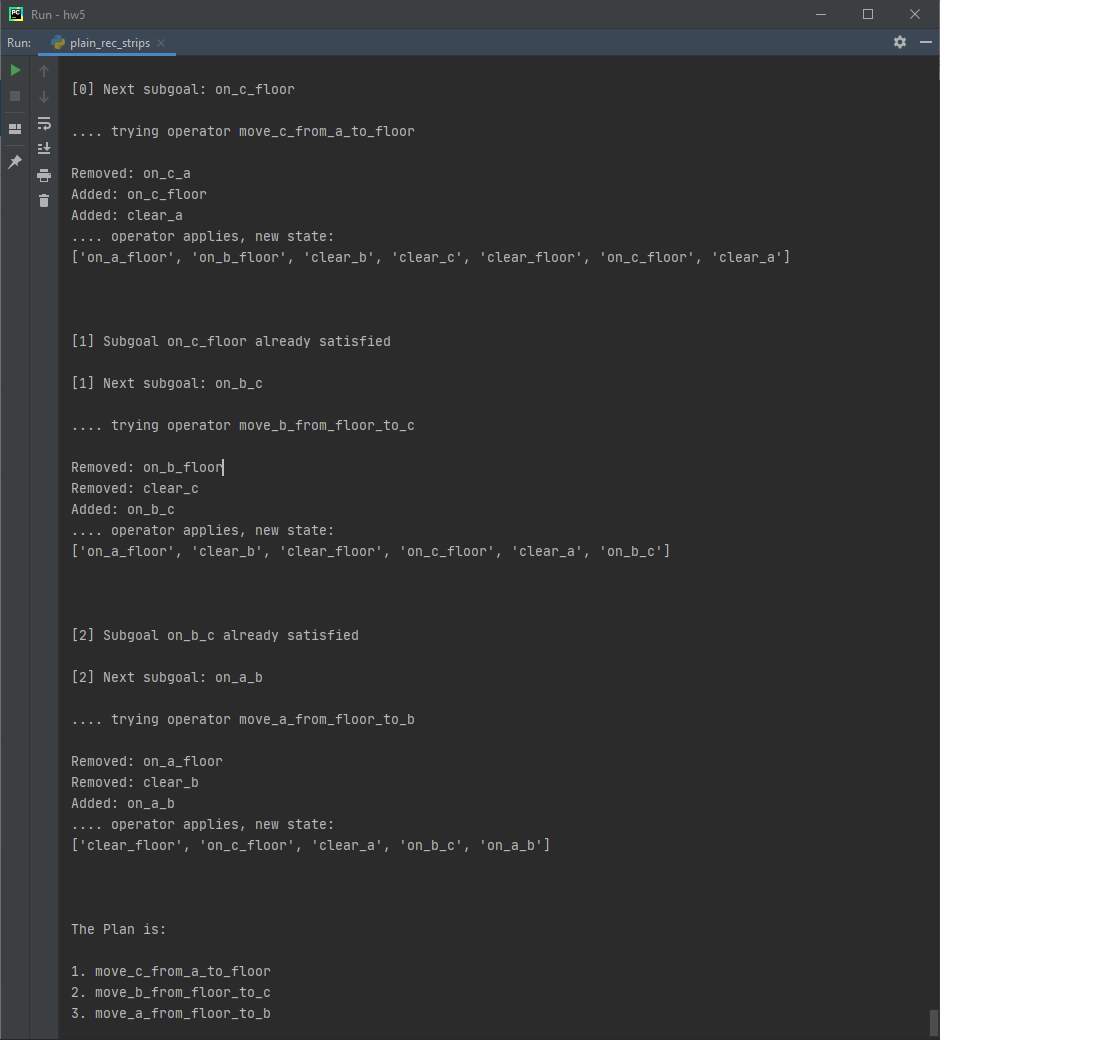 Run - hw5
Run: plain_rec_strips
[0] Next subgoal: on_c_floor
.... trying operator move_c_from_a_to_floor
Removed: on_c_a
Added: on_c_floor
Added: clear_a
.... operator applies, new state:
['on_a_floor', 'on_b_floor', 'clear_b', 'clear_c', 'clear_floor', 'on_c_floor', 'clear_a']
[1] Subgoal on_c_floor already satisfied
[1] Next subgoal: on_b_c
.... trying operator move_b_from_floor_to_c
Removed: on_b_floor
Removed: clear_c
Added: on_b_c
.... operator applies, new state:
['on_a_floor', 'clear_b', 'clear_floor', 'on_c_floor', 'clear_a', 'on_b_c']
[2] Subgoal on_b_c already satisfied
[2] Next subgoal: on_a_b
.... trying operator move_a_from_floor_to_b
Removed: on_a_floor
Removed: clear_b
Added: on_a_b
.... operator applies, new state:
['clear_floor', 'on_c_floor', 'clear_a', 'on_b_c', 'on_a_b']
The Plan is:
1. move_c_from_a_to_floor
2. move_b_from_floor_to_c
3. move_a_from_floor_to_b